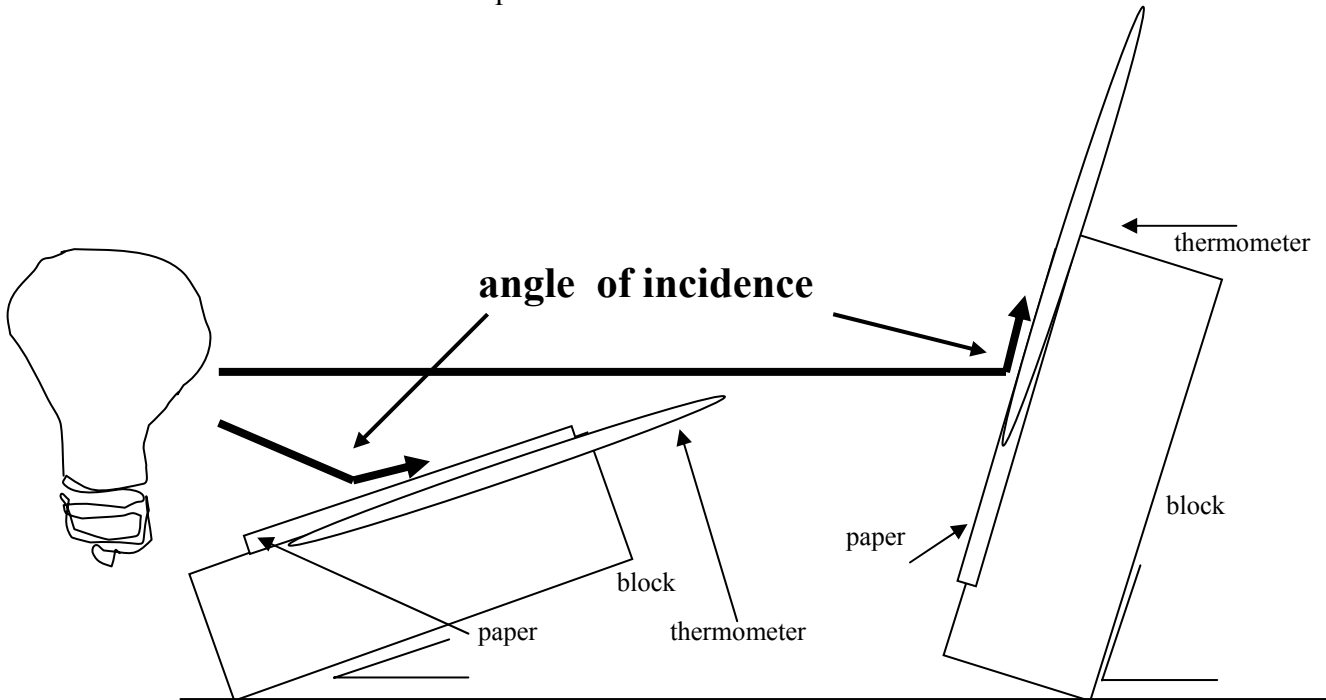 thermometer
angle of incidence
block
paper
block
paper
thermometer